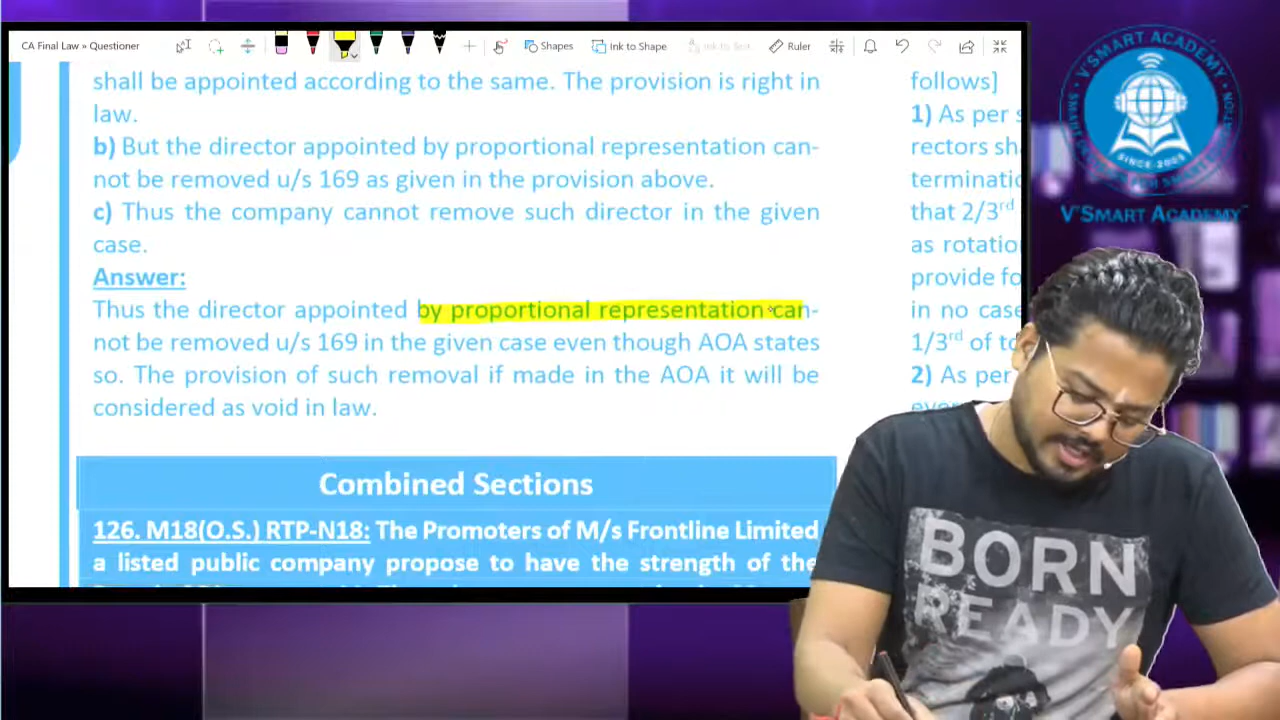 CA Final Law » Questioner
Shapes
Ink to Shape
Ink to Text
Ruler
shall be appointed according to the same. The provision is right in
law.
b) But the director appointed by proportional representation can-
not be removed u/s 169 as given in the provision above.
c) Thus the company cannot remove such director in the given
case.
Answer:
Thus the director appointed by proportional representation can-
not be removed u/s 169 in the given case even though AOA states
so. The provision of such removal if made in the AOA it will be
considered as void in law.
Combined Sections
126. M18(O.S.) RTP-N18: The Promoters of M/s Frontline Limited
a listed public company propose to have the strength of the
follows]
1) As per
rectors
that 2/3rd
as
provide
in no case
1/3rd of
2) As per
V'SMART ACADEMY
SINCE 2009
V'SMART ACADEMY
BORN
READY